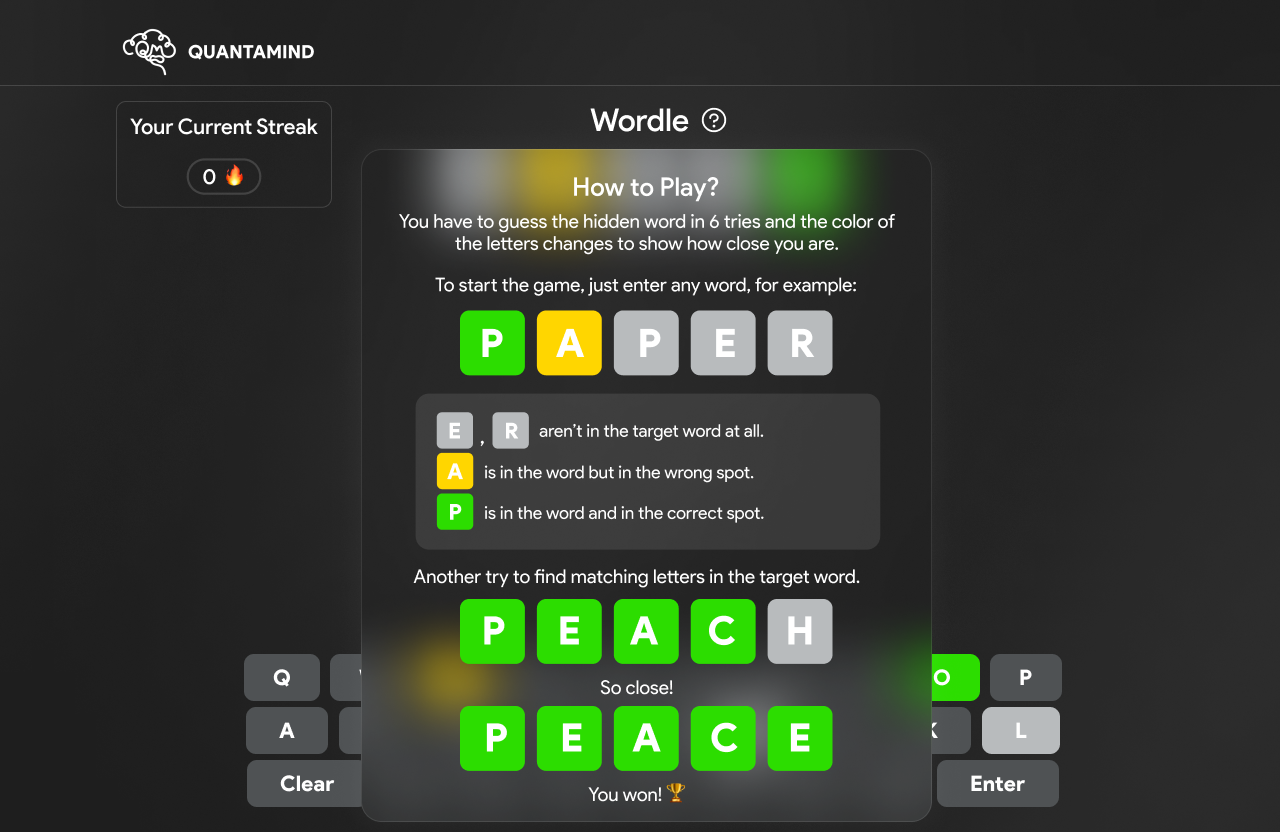 QM QUANTAMIND
Your Current Streak
0 🔥
Wordle ?
How to Play?
You have to guess the hidden word in 6 tries and the color of
the letters changes to show how close you are.
To start the game, just enter any word, for example:
P A P E R
E , R aren’t in the target word at all.
A is in the word but in the wrong spot.
P is in the word and in the correct spot.
Another try to find matching letters in the target word.
P E A C H
So close!
P E A C E
You won! 🏆
Q O P
A K L
Clear Enter